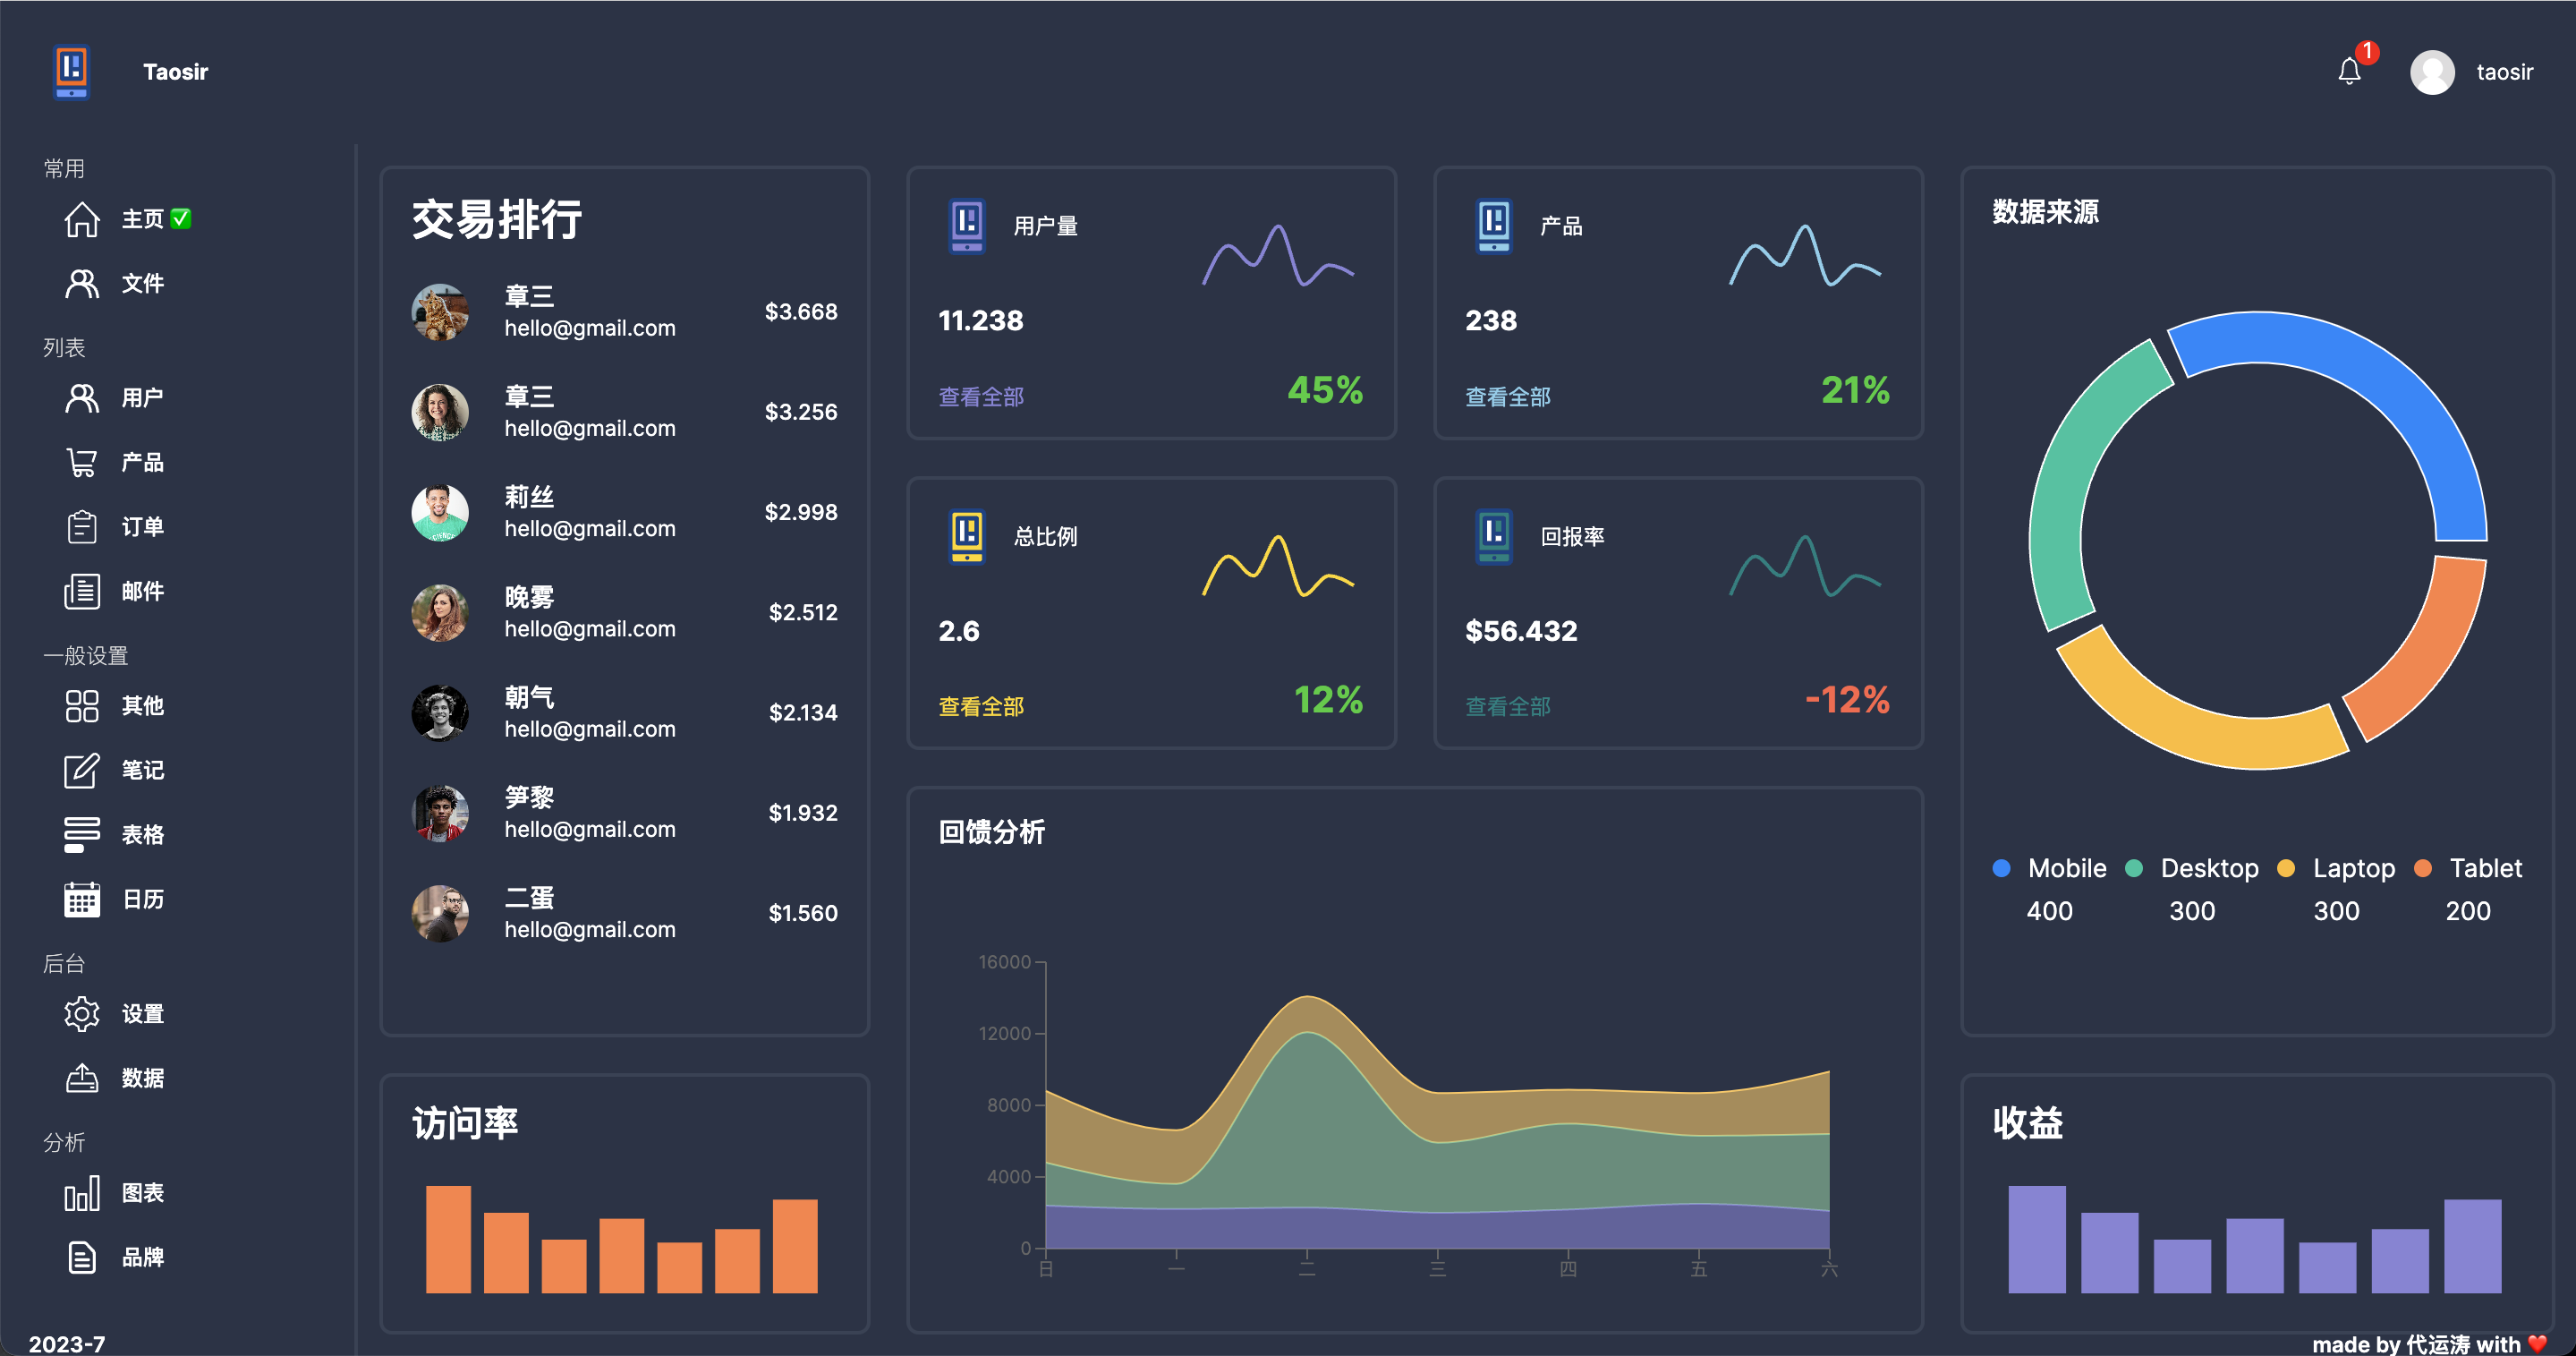 Taosir
1
taosir
常用
主页✅
文件
列表
用户
产品
订单
邮件
一般设置
其他
笔记
表格
日历
后台
设置
数据
分析
图表
品牌
2023-7
交易排行
章三
hello@gmail.com
$3.668
章三
hello@gmail.com
$3.256
莉丝
hello@gmail.com
$2.998
晚雾
hello@gmail.com
$2.512
朝气
hello@gmail.com
$2.134
笋黎
hello@gmail.com
$1.932
二蛋
hello@gmail.com
$1.560
访问率
用户量
11.238
查看全部
45%
产品
238
查看全部
21%
总比例
2.6
查看全部
12%
回报率
$56.432
查看全部
-12%
回馈分析
16000
12000
8000
4000
0
日 一 二 三 四 五 六
数据来源
Mobile Desktop Laptop Tablet
400 300 300 200
收益
made by 代运涛 with ❤️